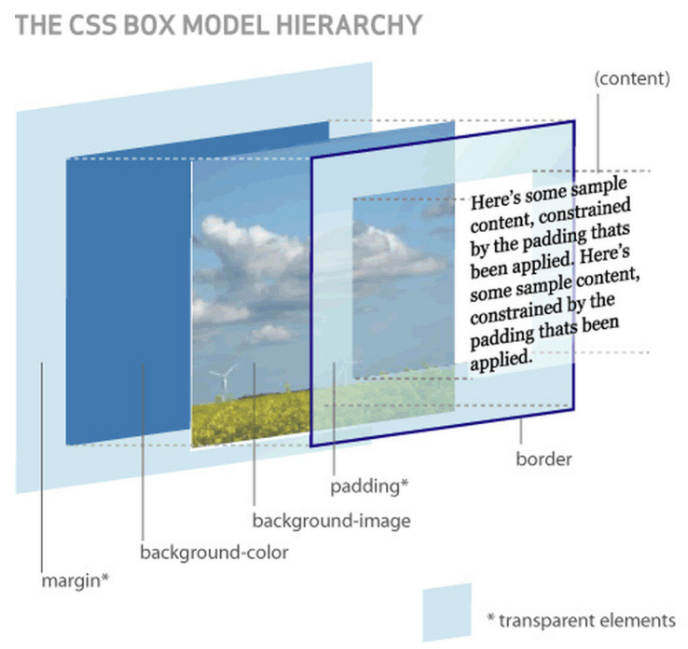 THE CSS BOX MODEL HIERARCHY
(content)
Here's some sample
content, constrained
by the padding thats
been applied. Here's
some sample content,
constrained by the
padding thats been
applied.
border
padding*
background-image
background-color
margin*
* transparent elements